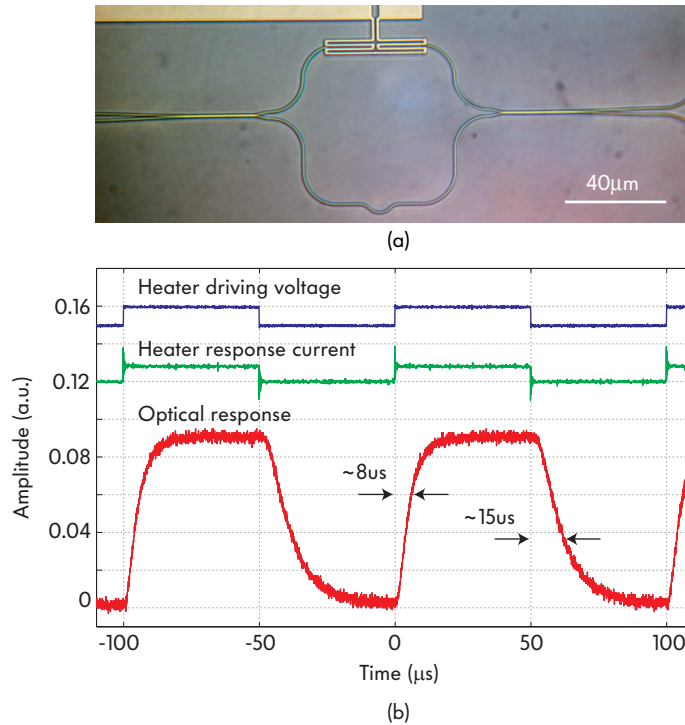 40µm
(a)
Heater driving voltage
Heater response current
Optical response
~8us
~15us
0.16
0.12
0.08
0.04
0
Amplitude (a.u.)
-100
-50
0
50
100
Time (µs)
(b)